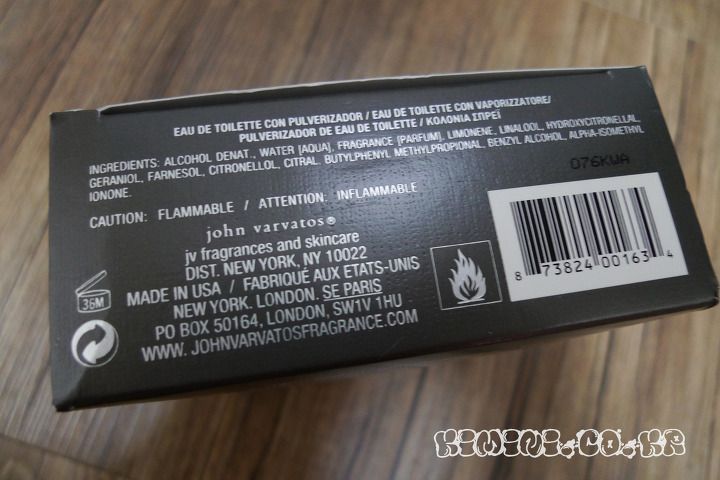 EAU DE TOILETTE CON PULVERIZADOR / EAU DE TOILETTE CON VAPORIZZATORE/
PULVERIZADOR DE EAU DE TOILETTE / ΚΟΛΟΝΙΑ ΣΠΡΕΪ
INGREDIENTS: ALCOHOL DENAT., WATER [AQUA], FRAGRANCE [PARFUM], LIMONENE, LINALOOL, HYDROXYCITRONELLAL,
GERANIOL, FARNESOL, CITRONELLOL, CITRAL. BUTYLPHENYL METHYLPROPIONAL, BENZYL ALCOHOL, ALPHA-ISOMETHYL
IONONE.
076KWA
CAUTION: FLAMMABLE / ATTENTION: INFLAMMABLE
john varvatos®
jv fragrances and skincare
DIST. NEW YORK, NY 10022
MADE IN USA / FABRIQUÉ AUX ETATS-UNIS
NEW YORK. LONDON. SE PARIS
PO BOX 50164, LONDON, SW1V 1HU
WWW.JOHNVARVATOSFRAGRANCE.COM
36M
8 73824 00163 4
KIMINI.CO.KR